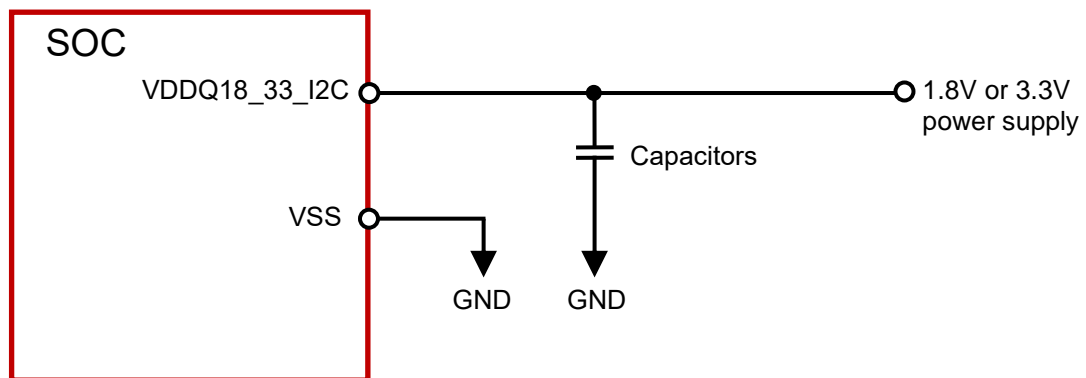 SOC
VDDQ18_33_I2C
1.8V or 3.3V
power supply
Capacitors
VSS
GND
GND